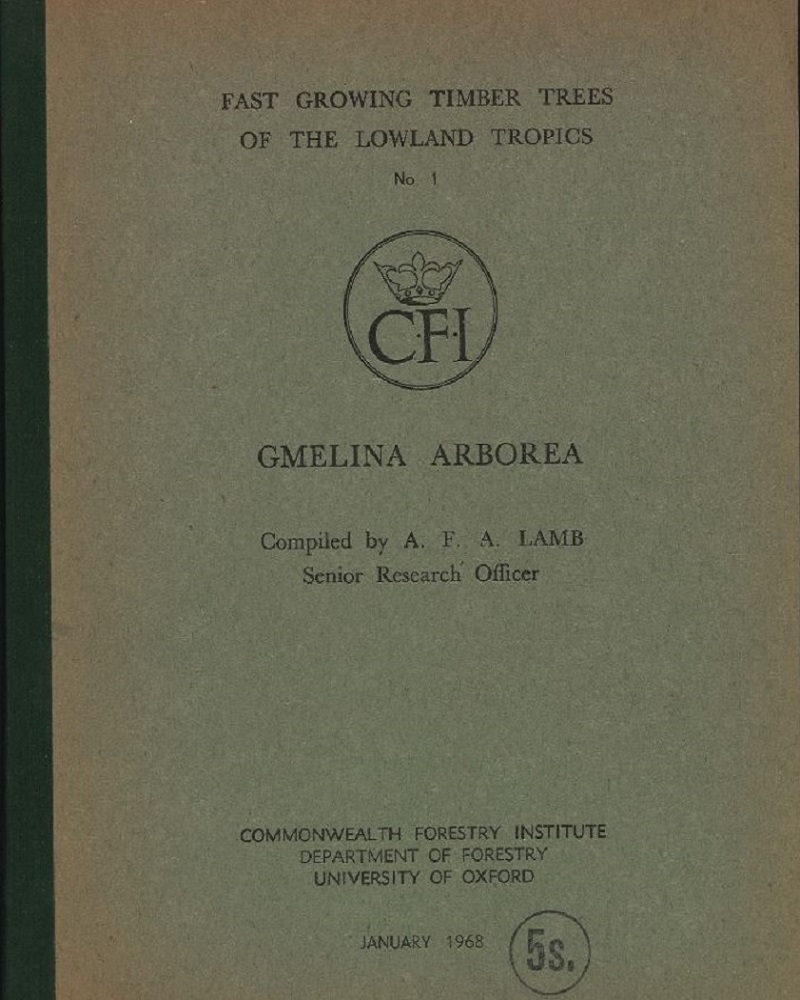 FAST GROWING TIMBER TREES
OF THE LOWLAND TROPICS
No. 1
C·F·I
GMELINA ARBOREA
Compiled by A. F. A. LAMB
Senior Research Officer
COMMONWEALTH FORESTRY INSTITUTE
DEPARTMENT OF FORESTRY
UNIVERSITY OF OXFORD
JANUARY 1968
5s.